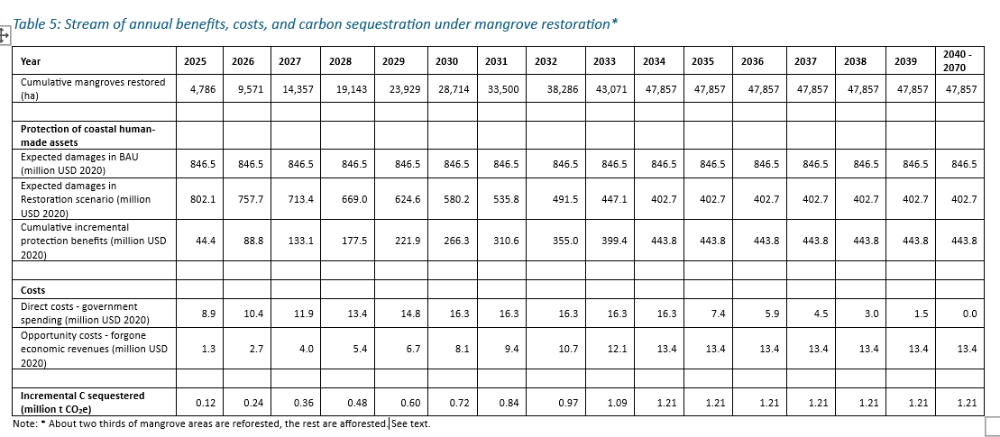 Table 5: Stream of annual benefits, costs, and carbon sequestration under mangrove restoration*
Year 2025 2026 2027 2028 2029 2030 2031 2032 2033 2034 2035 2036 2037 2038 2039 2040 -
2070
Cumulative mangroves restored
(ha) 4,786 9,571 14,357 19,143 23,929 28,714 33,500 38,286 43,071 47,857 47,857 47,857 47,857 47,857 47,857 47,857
Protection of coastal human-
made assets
Expected damages in BAU
(million USD 2020) 846.5 846.5 846.5 846.5 846.5 846.5 846.5 846.5 846.5 846.5 846.5 846.5 846.5 846.5 846.5 846.5
Expected damages in
Restoration scenario (million 802.1 757.7 713.4 669.0 624.6 580.2 535.8 491.5 447.1 402.7 402.7 402.7 402.7 402.7 402.7 402.7
USD 2020)
Cumulative incremental
protection benefits (million USD 44.4 88.8 133.1 177.5 221.9 266.3 310.6 355.0 399.4 443.8 443.8 443.8 443.8 443.8 443.8 443.8
2020)
Costs
Direct costs - government
spending (million USD 2020) 8.9 10.4 11.9 13.4 14.8 16.3 16.3 16.3 16.3 16.3 7.4 5.9 4.5 3.0 1.5 0.0
Opportunity costs - forgone
economic revenues (million USD 1.3 2.7 4.0 5.4 6.7 8.1 9.4 10.7 12.1 13.4 13.4 13.4 13.4 13.4 13.4 13.4
2020)
Incremental C sequestered
(million t CO₂e) 0.12 0.24 0.36 0.48 0.60 0.72 0.84 0.97 1.09 1.21 1.21 1.21 1.21 1.21 1.21 1.21
Note: * About two thirds of mangrove areas are reforested, the rest are afforested. See text.